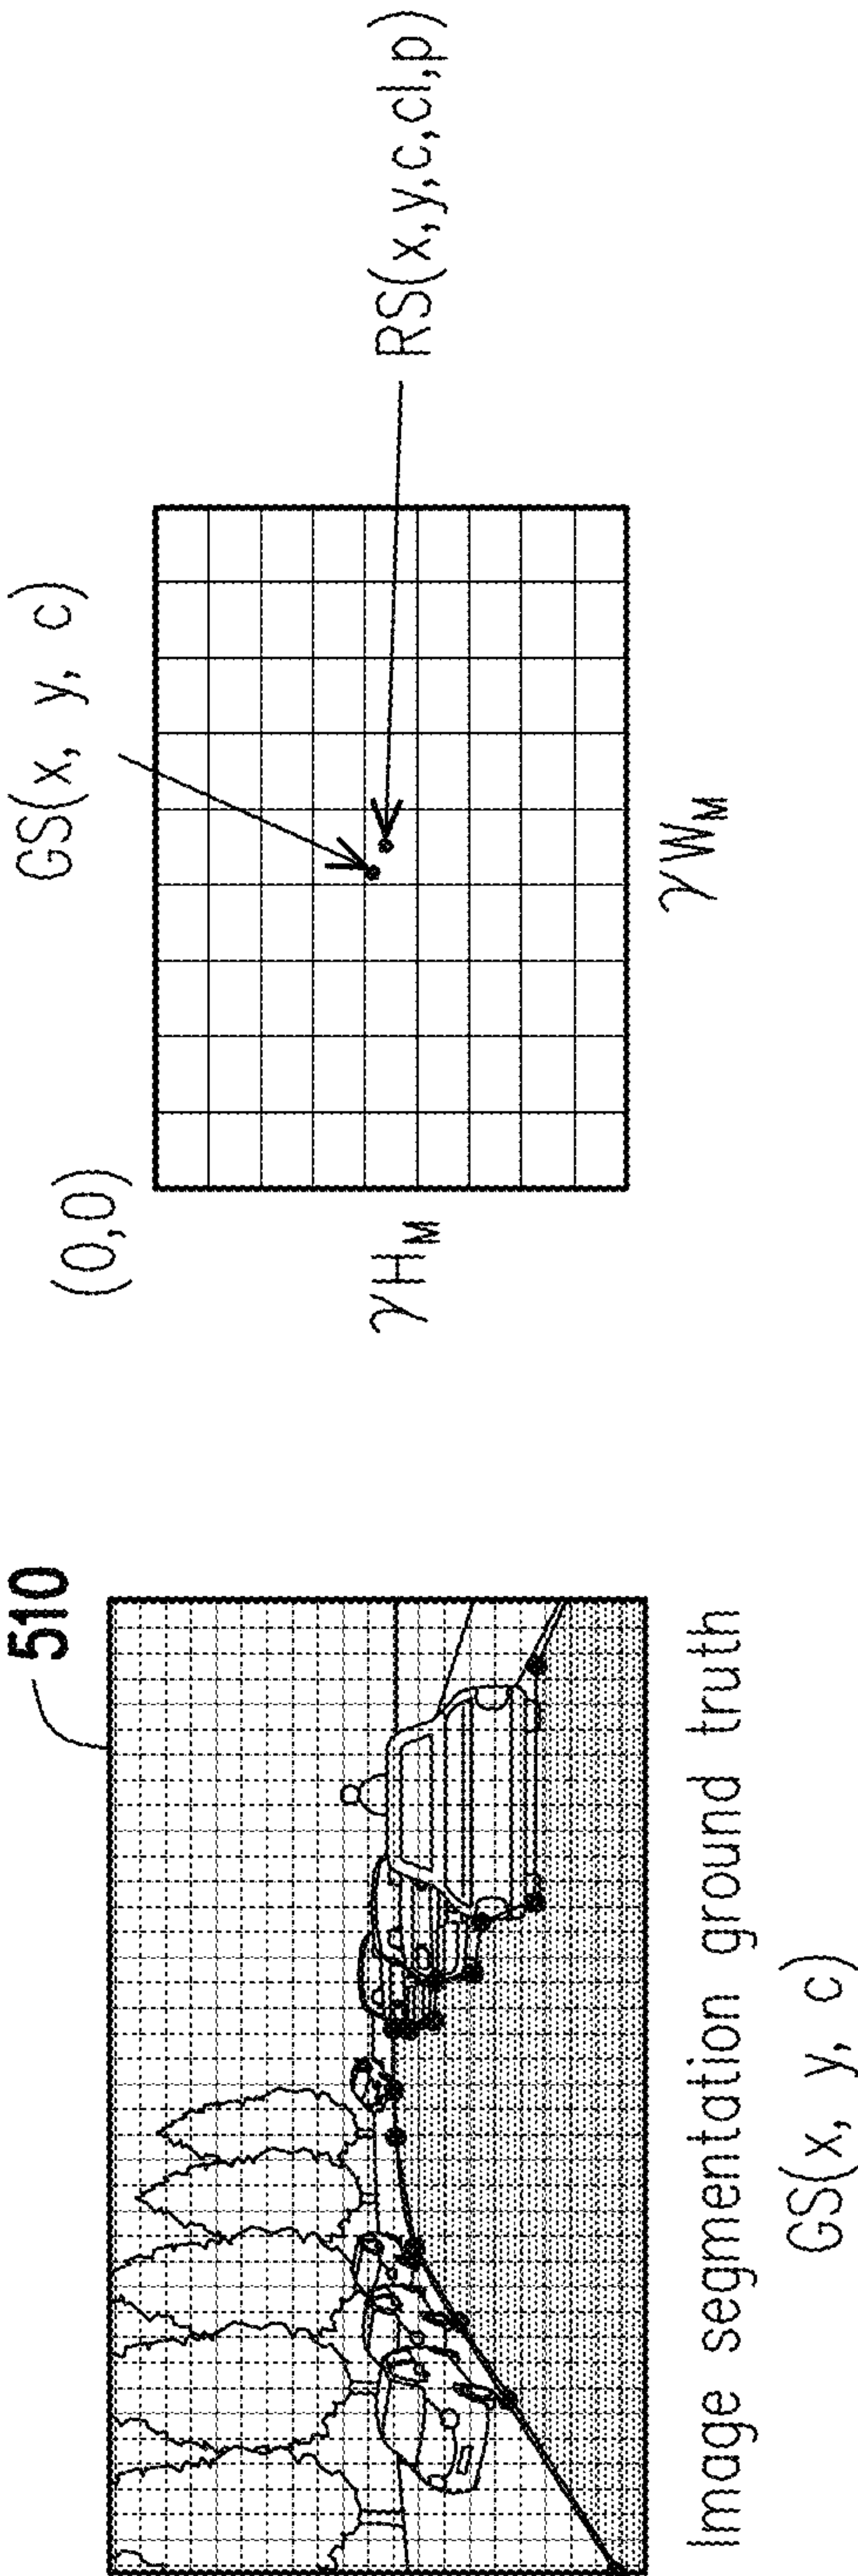 510
Image segmentation ground truth
GS(x, y, c)
(0,0)
GS(x, y, c)
RS(x,y,c,cl,p)
γH_M
γW_M